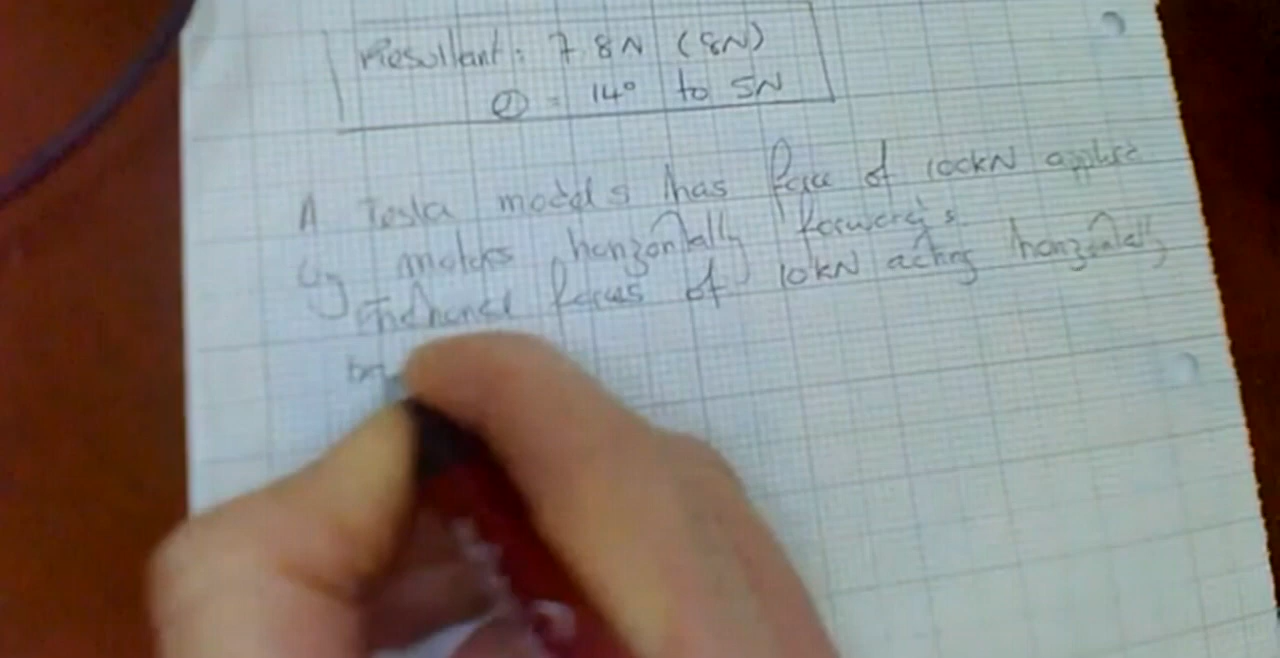 Resultant: 7.8N (8N)
θ = 14° to 5N
A Tesla model s has force of 100kN applied
by motors horizontally forwards
frictional forces of 10kN acting horizontally